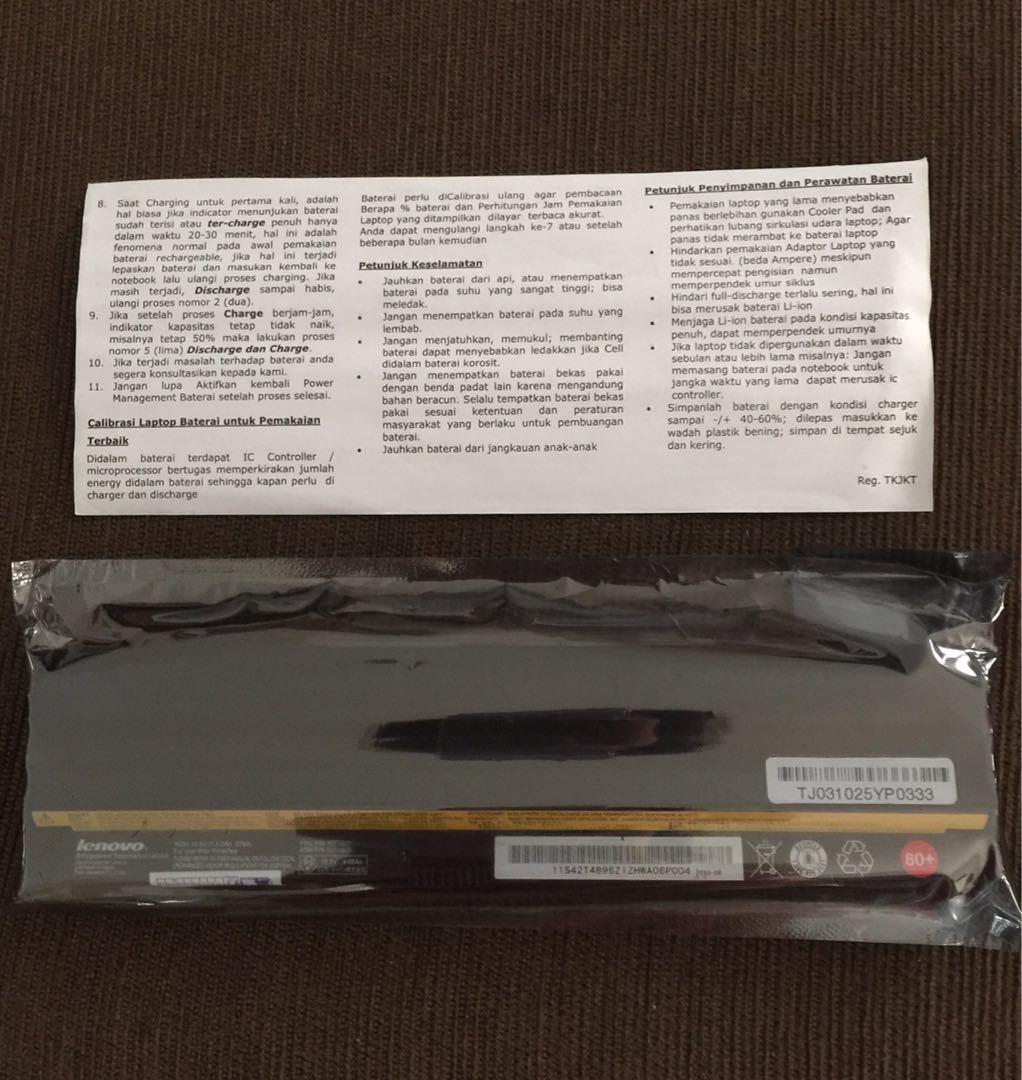 8. Saat Charging untuk pertama kali, adalah
hal biasa jika indicator menunjukan baterai
sudah terisi atau ter-charge penuh hanya
dalam waktu 20-30 menit, hal ini adalah
fenomena normal pada awal pemakaian
baterai rechargeable, jika hal ini terjadi
lepaskan baterai dan masukan kembali ke
notebook lalu ulangi proses charging. Jika
masih terjadi, Discharge sampai habis,
ulangi proses nomor 2 (dua).
9. Jika setelah proses Charge berjam-jam,
indikator kapasitas tetap tidak naik,
misalnya tetap 50% maka lakukan proses
nomor 5 (lima) Discharge dan Charge.
10. Jika terjadi masalah terhadap baterai anda
segera konsultasikan kepada kami.
11. Jangan lupa Aktifkan kembali Power
Management Baterai setelah proses selesai.
Calibrasi Laptop Baterai untuk Pemakaian
Terbaik
Didalam baterai terdapat IC Controller /
microprocessor bertugas memperkirakan jumlah
energy didalam baterai sehingga kapan perlu di
charger dan discharge
Baterai perlu diCalibrasi ulang agar pembacaan
Berapa % baterai dan Perhitungan Jam Pemakaian
Laptop yang ditampilkan dilayar terbaca akurat.
Anda dapat mengulangi langkah ke-7 atau setelah
beberapa bulan kemudian
Petunjuk Keselamatan
• Jauhkan baterai dari api, atau menempatkan
baterai pada suhu yang sangat tinggi; bisa
meledak.
• Jangan menempatkan baterai pada suhu yang
lembab.
• Jangan menjatuhkan, memukul; membanting
baterai dapat menyebabkan ledakkan jika Cell
didalam baterai korosit.
• Jangan menempatkan baterai bekas pakai
dengan benda padat lain karena mengandung
bahan beracun. Selalu tempatkan baterai bekas
pakai sesuai ketentuan dan peraturan
masyarakat yang berlaku untuk pembuangan
baterai.
• Jauhkan baterai dari jangkauan anak-anak
Petunjuk Penyimpanan dan Perawatan Baterai
• Pemakaian laptop yang lama menyebabkan
panas berlebihan gunakan Cooler Pad dan
perhatikan lubang sirkulasi udara laptop; Agar
panas tidak merambat ke baterai laptop
• Hindarkan pemakaian Adaptor Laptop yang
tidak sesuai. (beda Ampere) meskipun
mempercepat pengisian namun
memperpendek umur siklus
• Hindari full-discharge terlalu sering, hal ini
bisa merusak baterai Li-ion
• Menjaga Li-ion baterai pada kondisi kapasitas
penuh, dapat memperpendek umurnya
• Jika laptop tidak dipergunakan dalam waktu
sebulan atau lebih lama misalnya: Jangan
memasang baterai pada notebook untuk
jangka waktu yang lama dapat merusak ic
controller.
• Simpanlah baterai dengan kondisi charger
sampai -/+ 40-60%; dilepas masukkan ke
wadah plastik bening; simpan di tempat sejuk
dan kering.
Reg. TKJKT
TJ031025YP0333
lenovo
11S42T4896Z1ZHWA06P004
80+